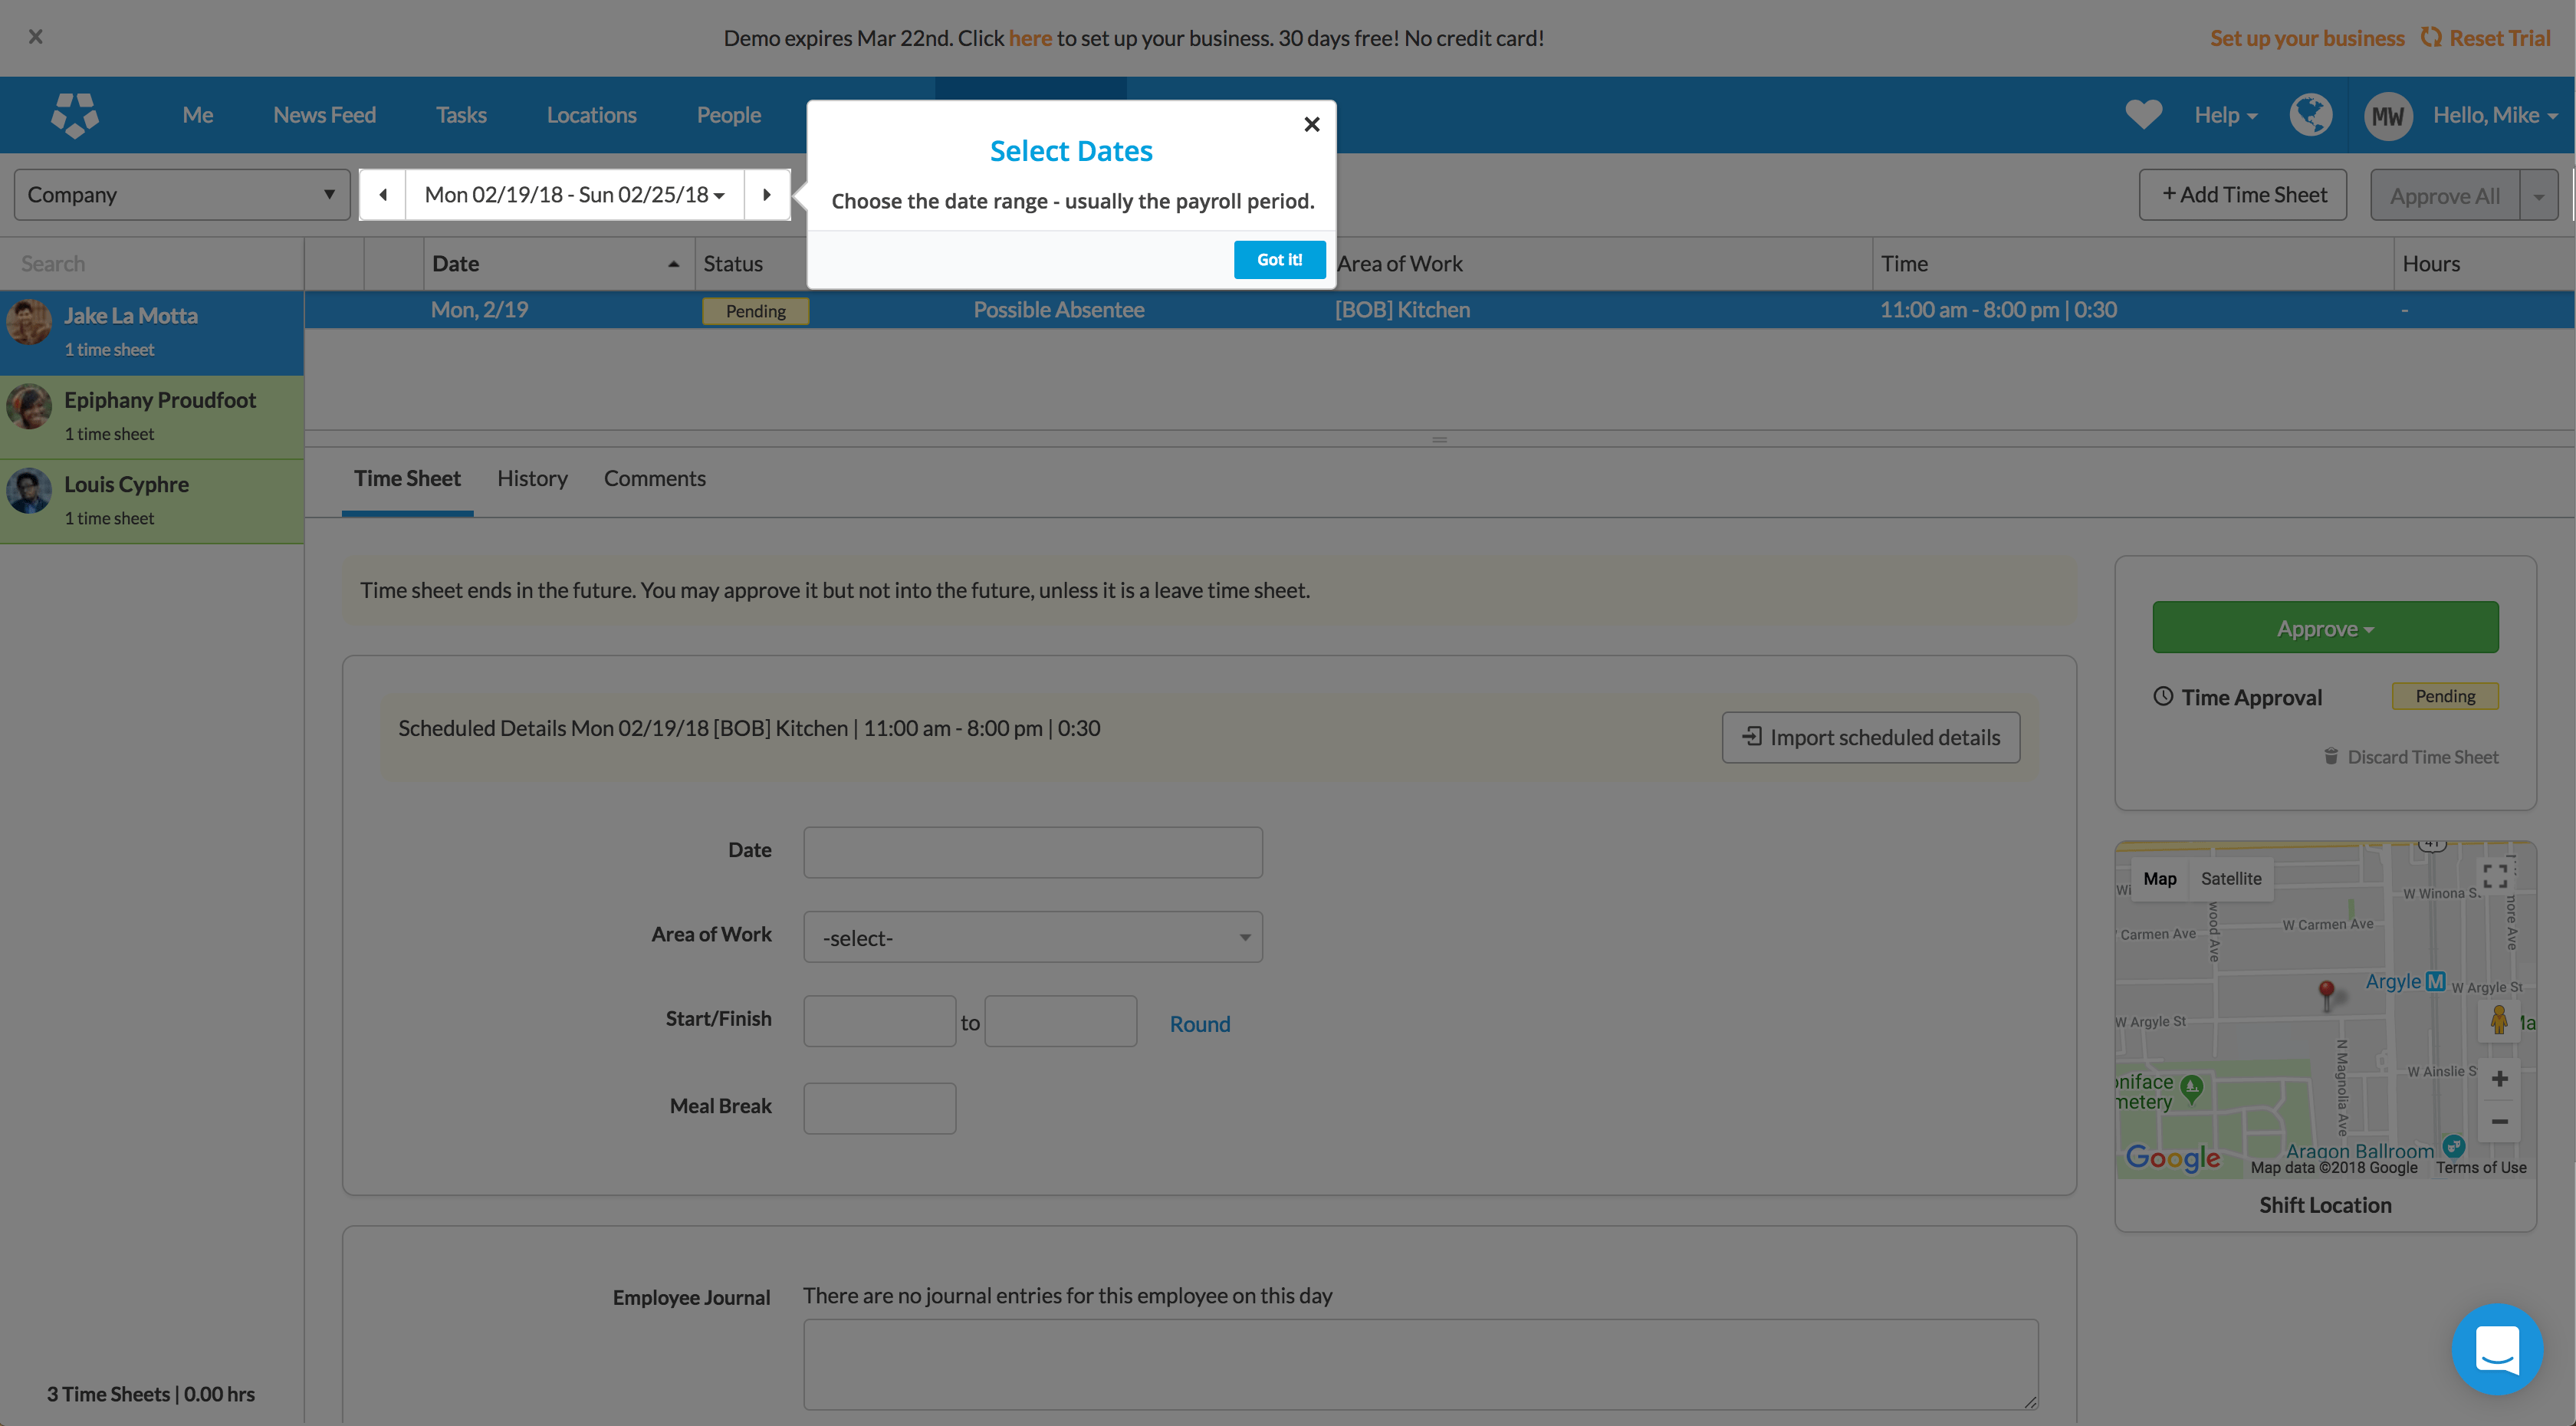 Demo expires Mar 22nd. Click here to set up your business. 30 days free! No credit card!
Set up your business Reset Trial
Me News Feed Tasks Locations People
Help
MW Hello, Mike
Select Dates
Choose the date range - usually the payroll period.
Got it!
Company
Mon 02/19/18 - Sun 02/25/18
+ Add Time Sheet
Approve All
Search
Date Status Area of Work Time Hours
Mon, 2/19 Pending Possible Absentee [BOB] Kitchen 11:00 am - 8:00 pm | 0:30 -
Jake La Motta
1 time sheet
Epiphany Proudfoot
1 time sheet
Louis Cyphre
1 time sheet
3 Time Sheets | 0.00 hrs
Time Sheet History Comments
Time sheet ends in the future. You may approve it but not into the future, unless it is a leave time sheet.
Scheduled Details Mon 02/19/18 [BOB] Kitchen | 11:00 am - 8:00 pm | 0:30
Import scheduled details
Date
Area of Work -select-
Start/Finish to Round
Meal Break
Employee Journal There are no journal entries for this employee on this day
Approve
Time Approval Pending
Discard Time Sheet
Map Satellite
41
W Winona S
W Carmen Ave
Carmen Ave
wood Ave
more Ave
Argyle M W Argyle St
W Argyle St
N Magnolia Ave
W Ainslie S
oniface
metery
Aragon Ballroom
Google
Map data ©2018 Google Terms of Use
Shift Location